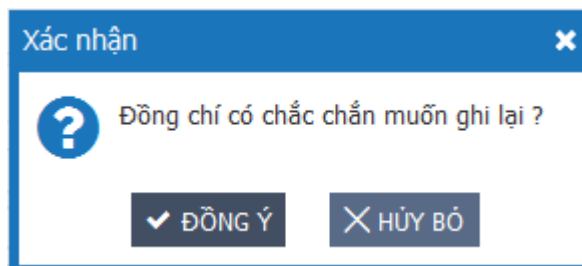 Xác nhận
Đồng chí có chắc chắn muốn ghi lại ?
ĐỒNG Ý
HỦY BỎ